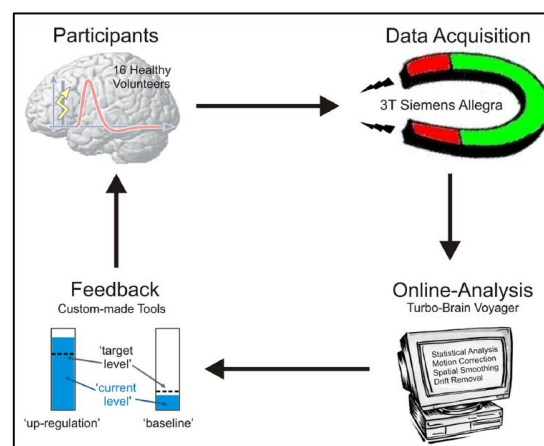 Participants
16 Healthy
Volunteers
Data Acquisition
3T Siemens Allegra
Online-Analysis
Turbo-Brain Voyager
Statistical Analysis
Motion Correction
Spatial Smoothing
Drift Removal
Feedback
Custom-made Tools
'target
level'
'current
level'
'up-regulation'
'baseline'